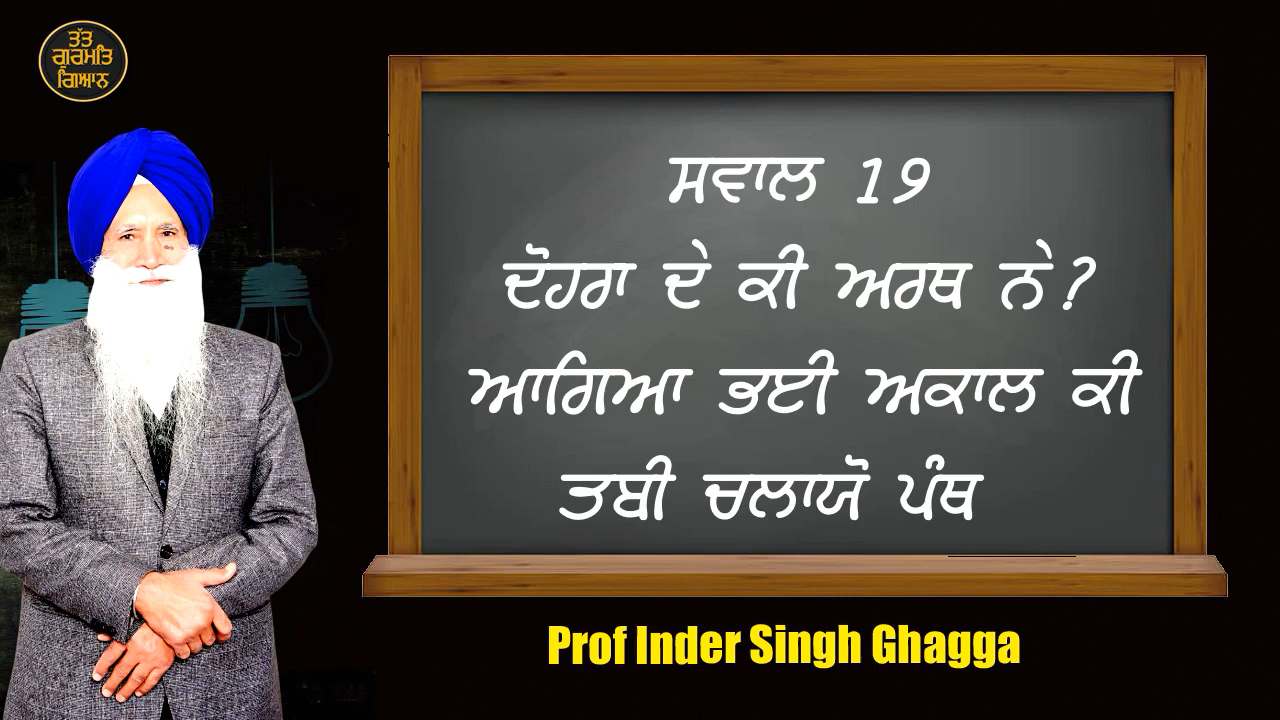 ਤੱਤ
ਗੁਰਮਤਿ
ਗਿਆਨ
ਸਵਾਲ 19
ਦੋਹਰਾ ਦੇ ਕੀ ਅਰਥ ਨੇ?
ਆਗਿਆ ਭਈ ਅਕਾਲ ਕੀ
ਤਬੀ ਚਲਾਯੋ ਪੰਥ
Prof Inder Singh Ghagga